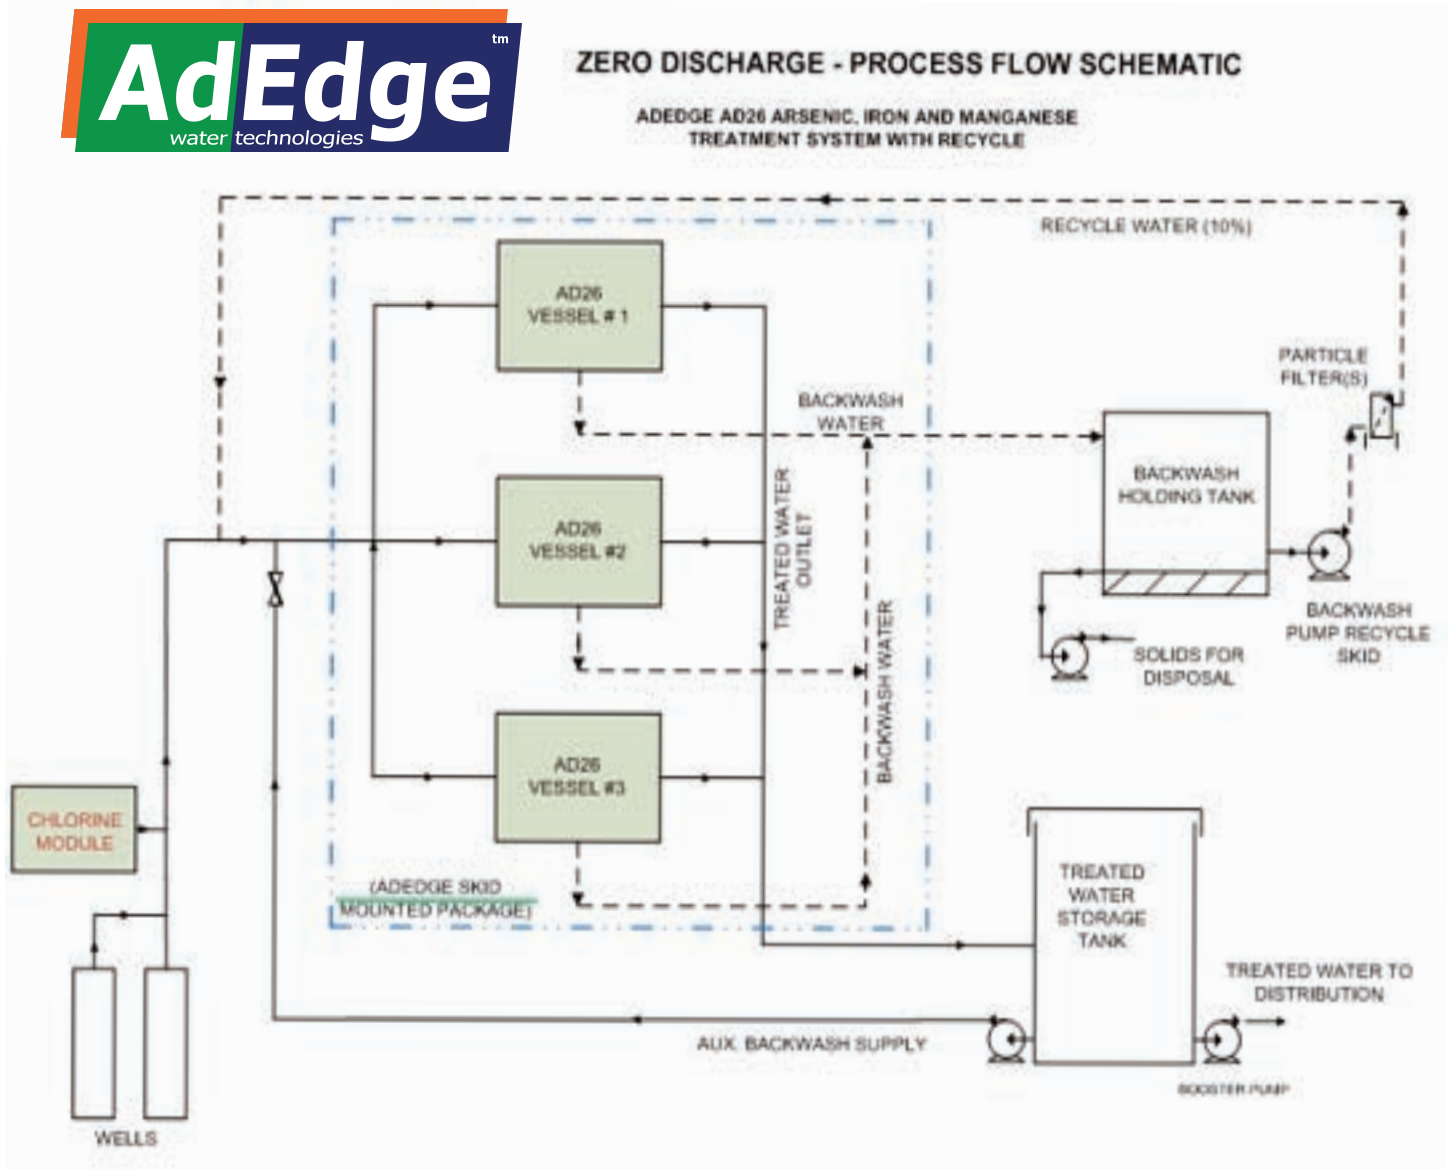 AdEdge tm
water technologies
ZERO DISCHARGE - PROCESS FLOW SCHEMATIC
ADEDGE AD26 ARSENIC, IRON AND MANGANESE
TREATMENT SYSTEM WITH RECYCLE
RECYCLE WATER (10%)
AD26
VESSEL # 1
PARTICLE
FILTER(S)
BACKWASH
WATER
BACKWASH
HOLDING TANK
TREATED WATER
OUTLET
AD26
VESSEL #2
BACKWASH
PUMP RECYCLE
SKID
SOLIDS FOR
DISPOSAL
BACKWASH WATER
AD26
VESSEL #3
CHLORINE
MODULE
(ADEDGE SKID
MOUNTED PACKAGE)
TREATED
WATER
STORAGE
TANK
TREATED WATER TO
DISTRIBUTION
AUX. BACKWASH SUPPLY
BOOSTER PUMP
WELLS